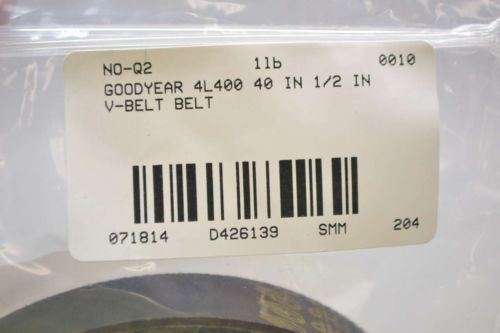 NO-Q2 1lb 0010
GOODYEAR 4L400 40 IN 1/2 IN
V-BELT BELT
071814 D426139 SMM 204